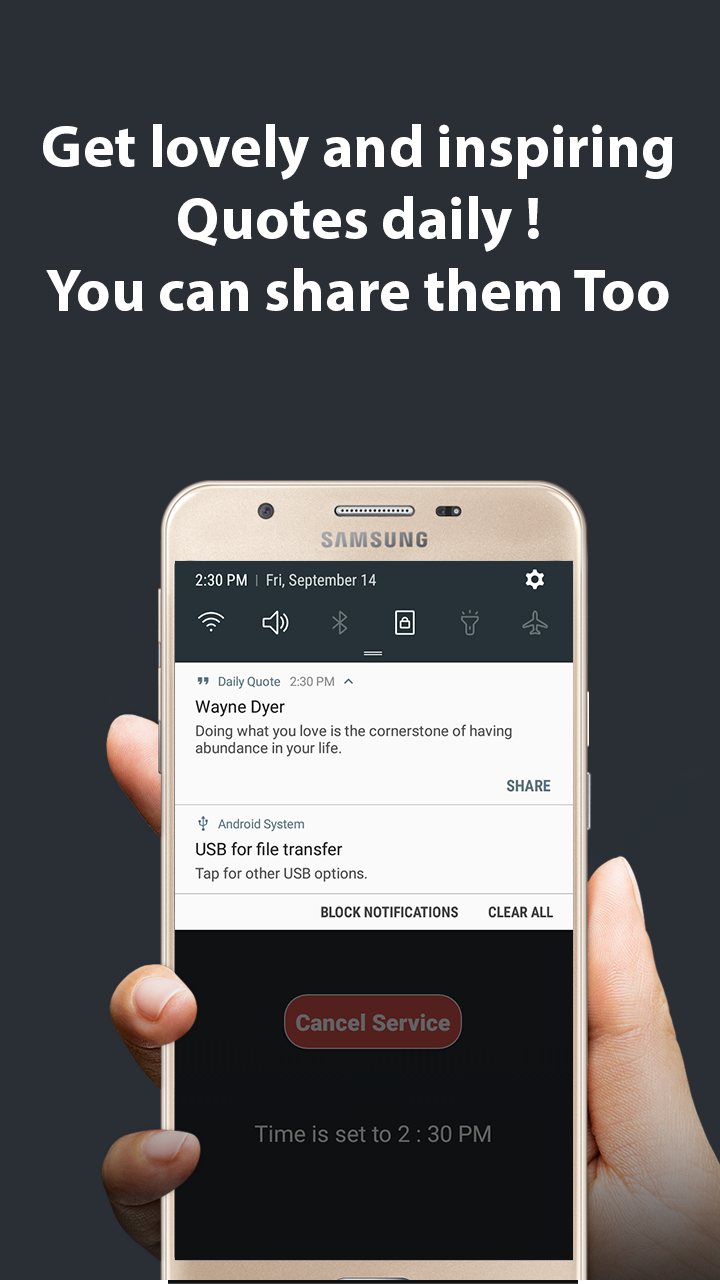 Get lovely and inspiring
Quotes daily !
You can share them Too
SAMSUNG
2:30 PM | Fri, September 14
Daily Quote 2:30 PM
Wayne Dyer
Doing what you love is the cornerstone of having
abundance in your life.
SHARE
Android System
USB for file transfer
Tap for other USB options.
BLOCK NOTIFICATIONS CLEAR ALL
Cancel Service
Time is set to 2 : 30 PM